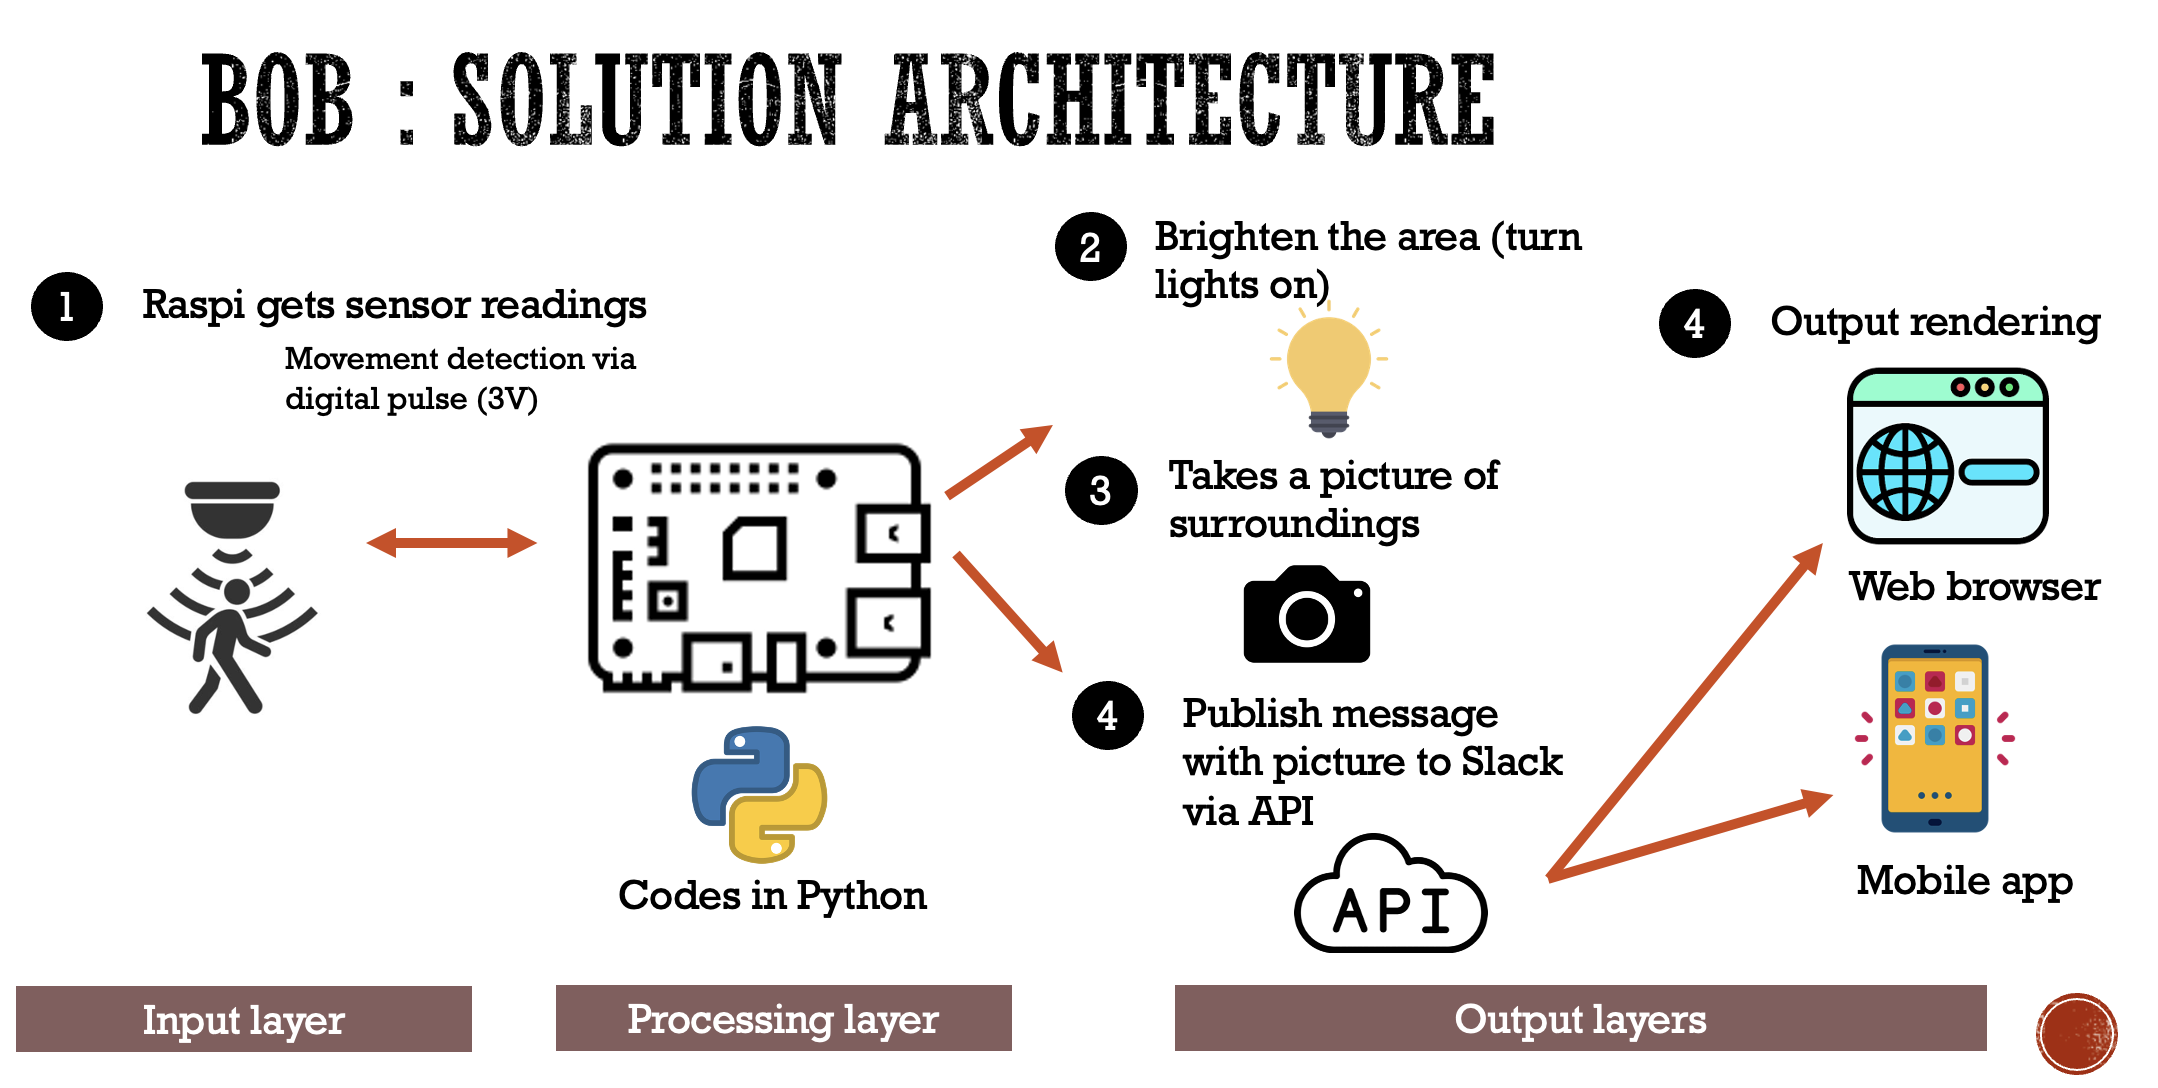 BOB : SOLUTION ARCHITECTURE
1
Raspi gets sensor readings
Movement detection via
digital pulse (3V)
Codes in Python
2
Brighten the area (turn
lights on)
3
Takes a picture of
surroundings
4
Publish message
with picture to Slack
via API
API
4
Output rendering
Web browser
Mobile app
Input layer
Processing layer
Output layers